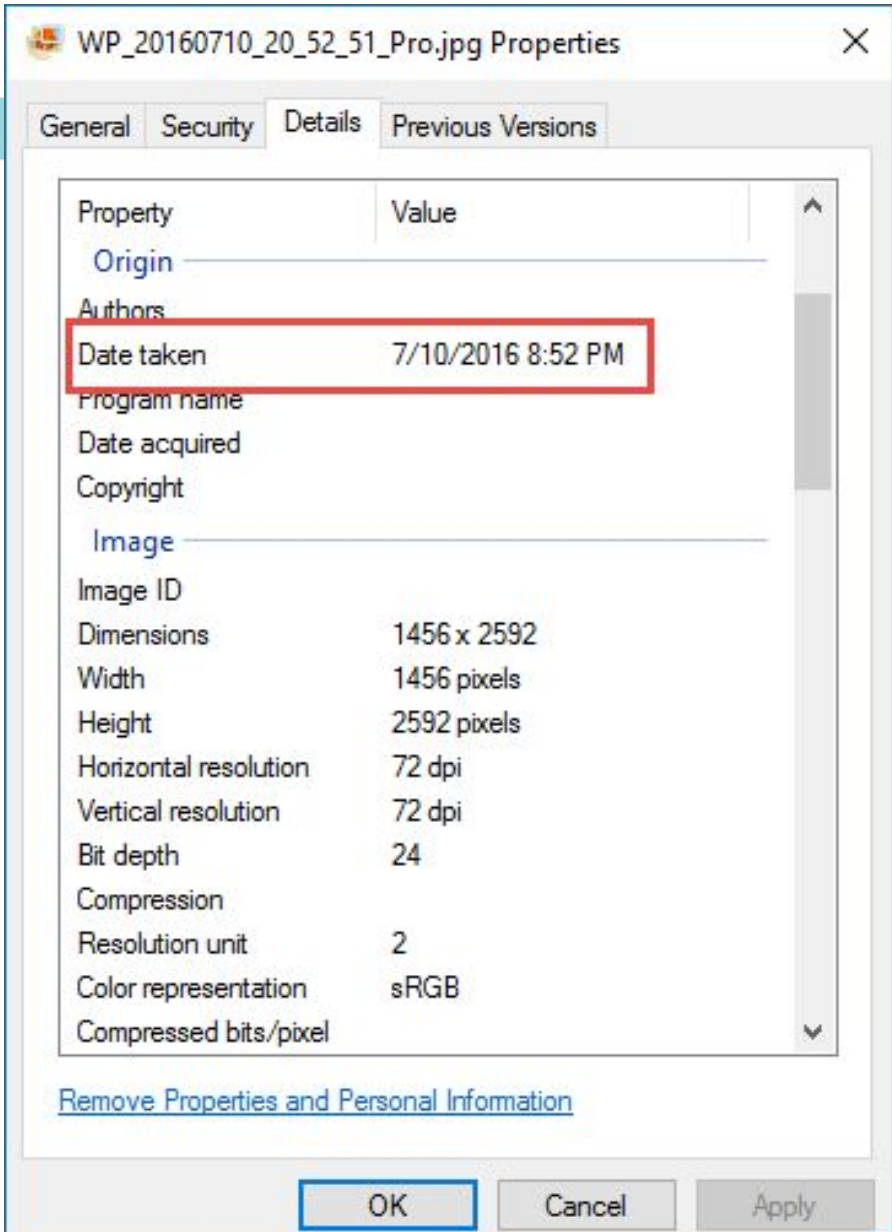 WP_20160710_20_52_51_Pro.jpg Properties
General Security Details Previous Versions
Property Value
Origin
Authors
Date taken 7/10/2016 8:52 PM
Program name
Date acquired
Copyright
Image
Image ID
Dimensions 1456 x 2592
Width 1456 pixels
Height 2592 pixels
Horizontal resolution 72 dpi
Vertical resolution 72 dpi
Bit depth 24
Compression
Resolution unit 2
Color representation sRGB
Compressed bits/pixel
Remove Properties and Personal Information
OK Cancel Apply